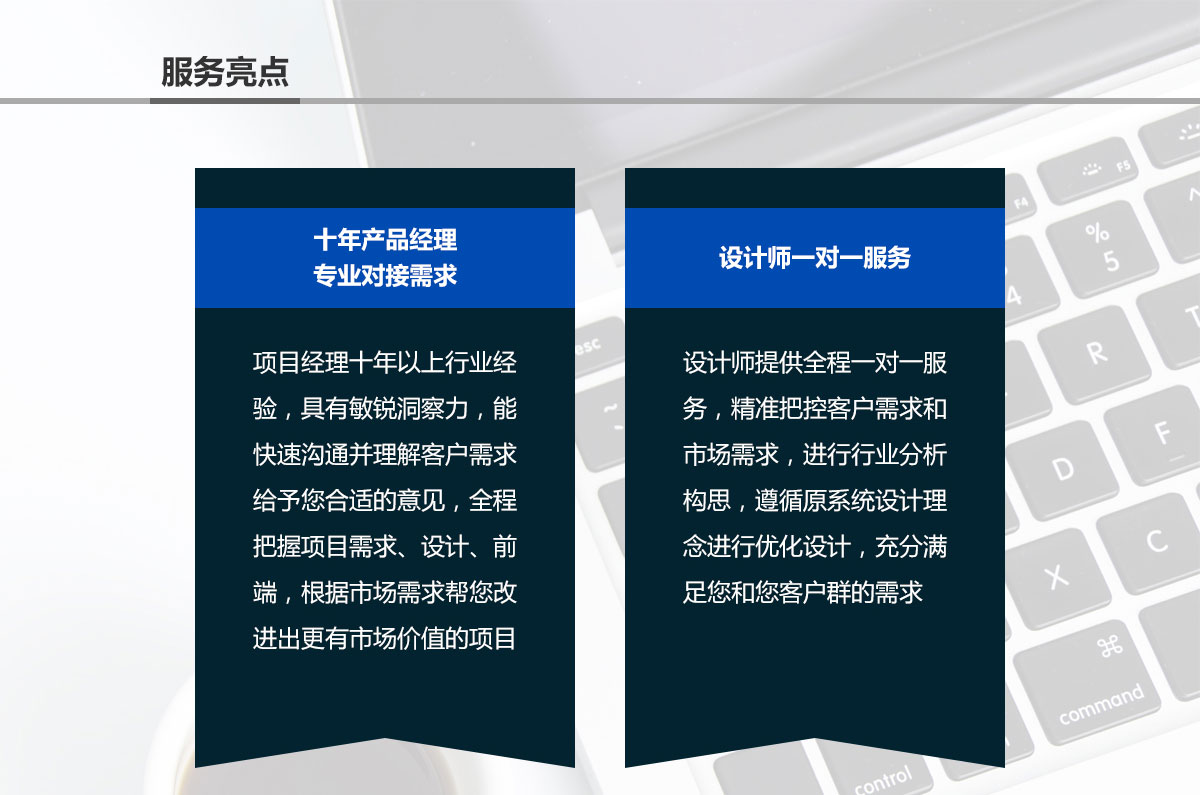 服务亮点
十年产品经理
专业对接需求
项目经理十年以上行业经
验，具有敏锐洞察力，能
快速沟通并理解客户需求
给予您合适的意见，全程
把握项目需求、设计、前
端，根据市场需求帮您改
进出更有市场价值的项目
设计师一对一服务
设计师提供全程一对一服
务，精准把控客户需求和
市场需求，进行行业分析
构思，遵循原系统设计理
念进行优化设计，充分满
足您和您客户群的需求
F4
F5
%
5
4
esc
R
T
~
D
F
X
C
⌘
command
control